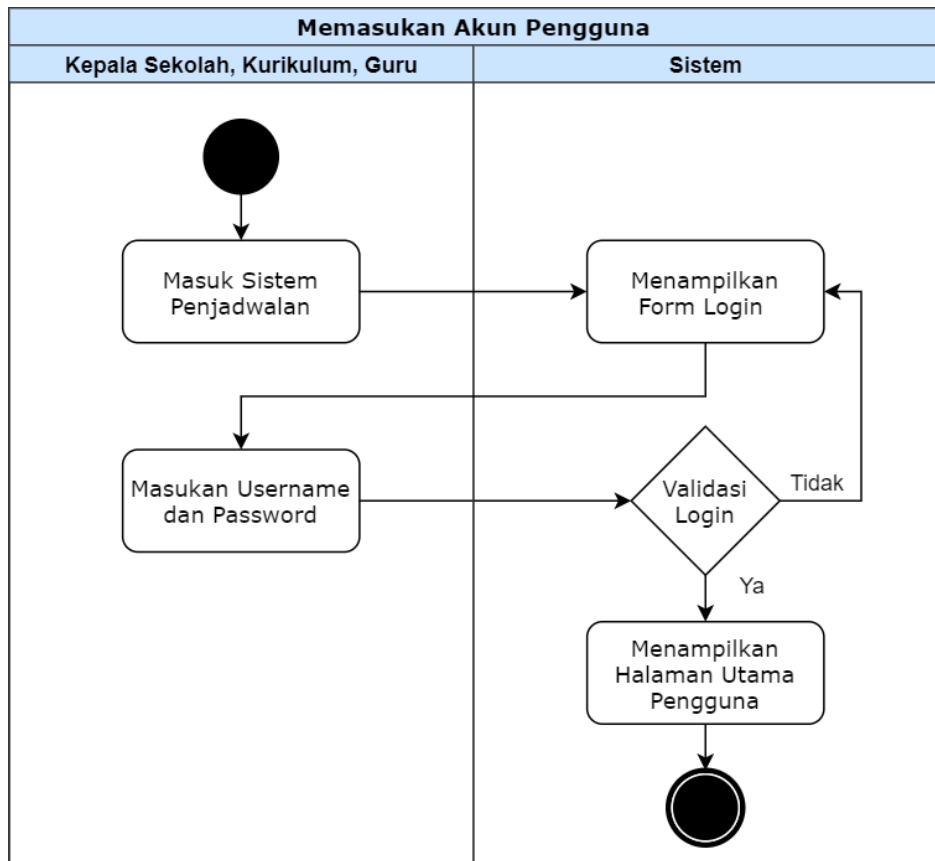 Memasukan Akun Pengguna
Kepala Sekolah, Kurikulum, Guru
Sistem
Masuk Sistem
Penjadwalan
Menampilkan
Form Login
Masukan Username
dan Password
Validasi
Login
Tidak
Ya
Menampilkan
Halaman Utama
Pengguna